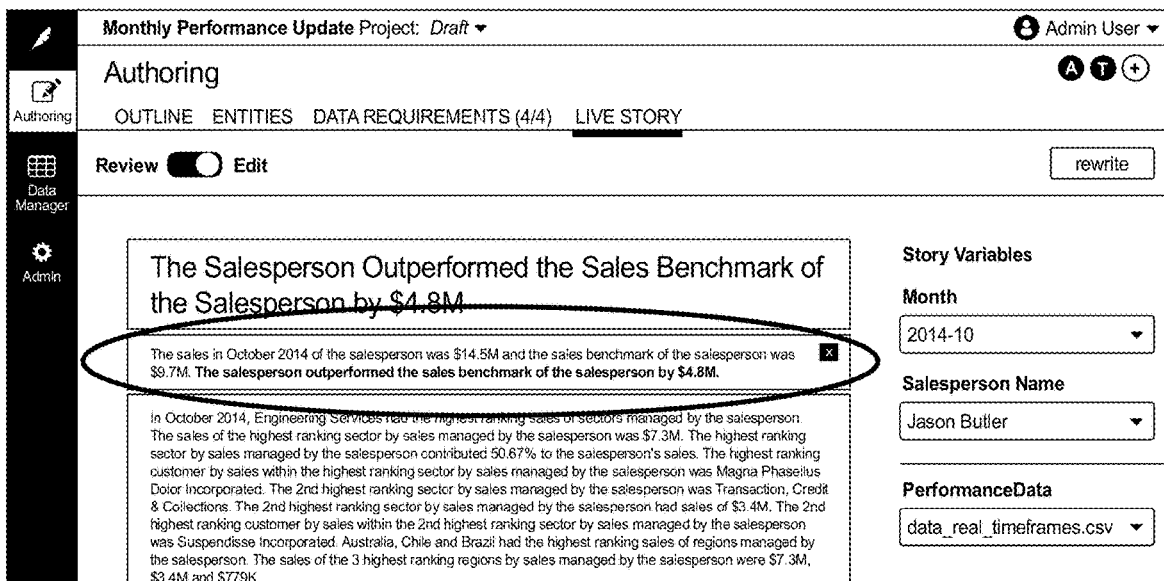 Monthly Performance Update Project: Draft
Admin User
Authoring
A T +
Authoring
OUTLINE ENTITIES DATA REQUIREMENTS (4/4) LIVE STORY
Review Edit
rewrite
Data
Manager
Admin
The Salesperson Outperformed the Sales Benchmark of
the Salesperson by $4.8M
The sales in October 2014 of the salesperson was $14.5M and the sales benchmark of the salesperson was
$9.7M. The salesperson outperformed the sales benchmark of the salesperson by $4.8M.
x
In October 2014, Engineering Services had the highest ranking sales of sectors managed by the salesperson.
The sales of the highest ranking sector by sales managed by the salesperson was $7.3M. The highest ranking
sector by sales managed by the salesperson contributed 50.67% to the salesperson's sales. The highest ranking
customer by sales within the highest ranking sector by sales managed by the salesperson was Magna Phasellus
Dolor Incorporated. The 2nd highest ranking sector by sales managed by the salesperson was Transaction, Credit
& Collections. The 2nd highest ranking sector by sales managed by the salesperson had sales of $3.4M. The 2nd
highest ranking customer by sales within the 2nd highest ranking sector by sales managed by the salesperson
was Suspendisse Incorporated. Australia, Chile and Brazil had the highest ranking sales of regions managed by
the salesperson. The sales of the 3 highest ranking regions by sales managed by the salesperson were $7.3M,
$3.4M and $779K.
Story Variables
Month
2014-10
Salesperson Name
Jason Butler
PerformanceData
data_real_timeframes.csv